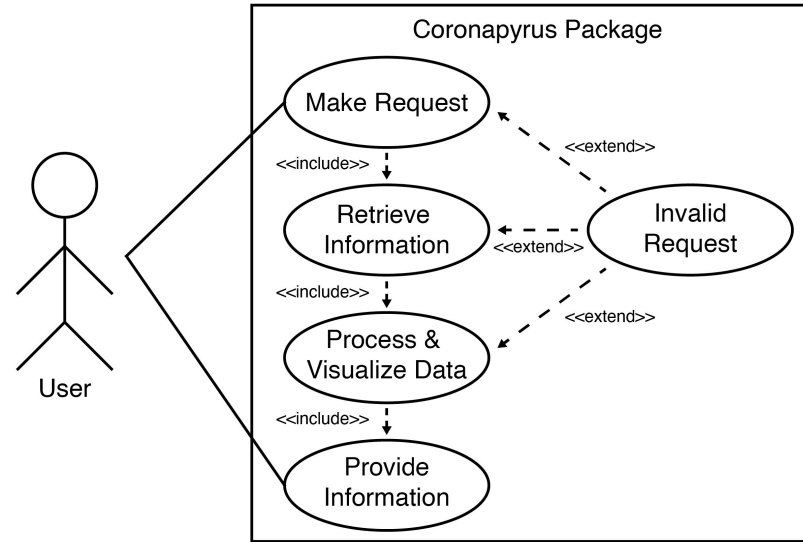 Coronapyrus Package
Make Request
<<extend>>
<<include>>
Retrieve
Information
Invalid
Request
<<extend>>
<<include>>
<<extend>>
Process &
Visualize Data
User
<<include>>
Provide
Information